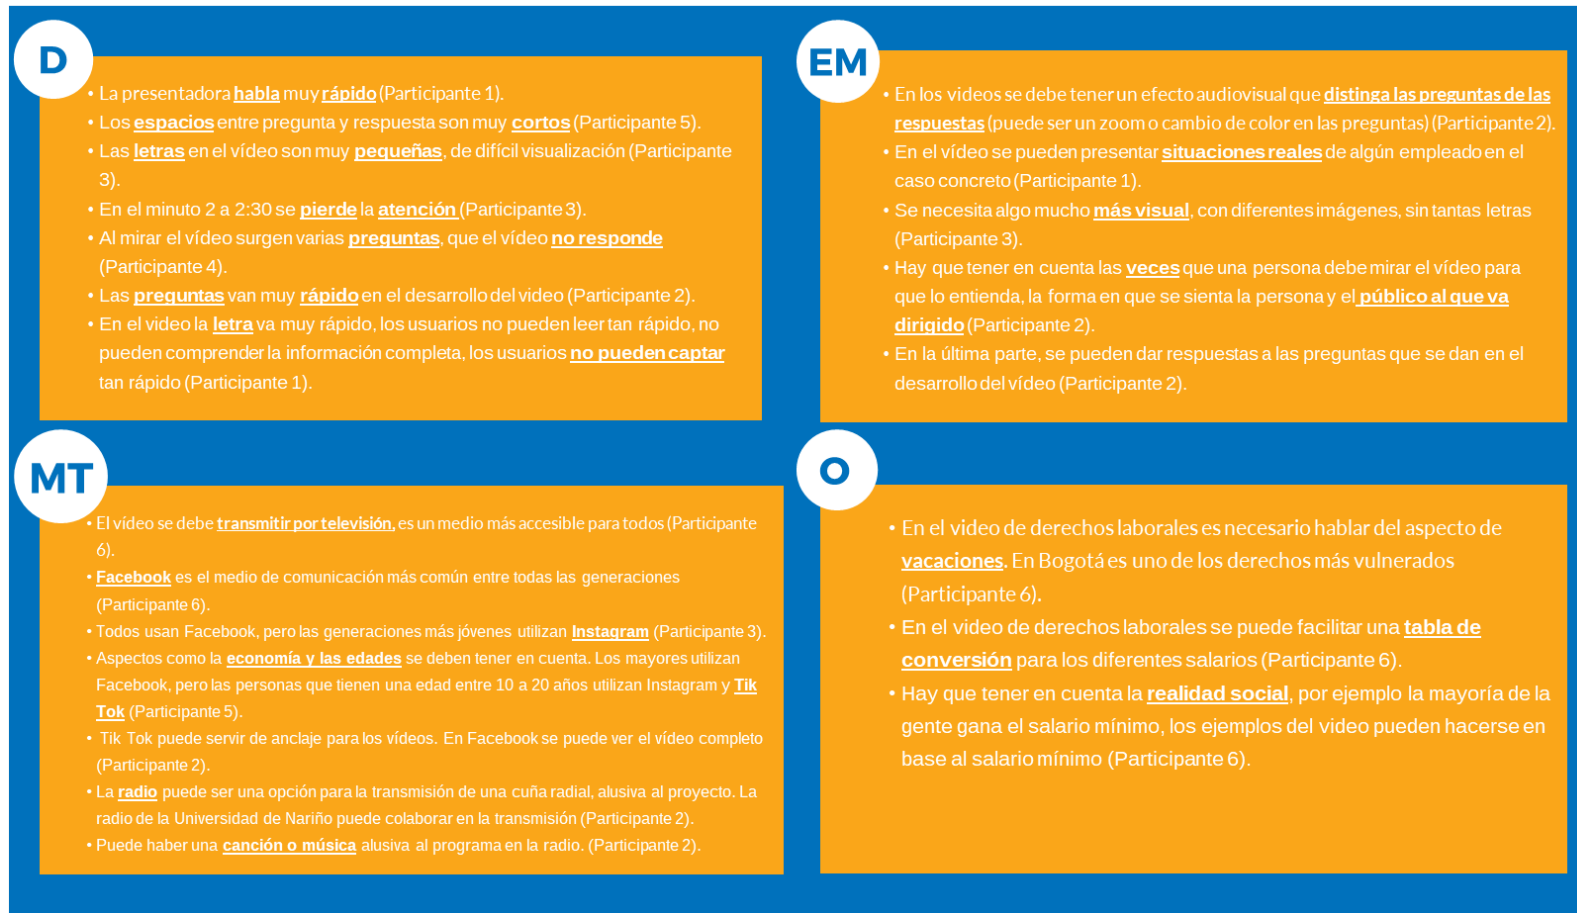 D
• La presentadora habla muy rápido (Participante 1).
• Los espacios entre pregunta y respuesta son muy cortos (Participante 5).
• Las letras en el vídeo son muy pequeñas, de difícil visualización (Participante
3).
• En el minuto 2 a 2:30 se pierde la atención (Participante 3).
• Al mirar el vídeo surgen varias preguntas, que el vídeo no responde
(Participante 4).
• Las preguntas van muy rápido en el desarrollo del video (Participante 2).
• En el video la letra va muy rápido, los usuarios no pueden leer tan rápido, no
pueden comprender la información completa, los usuarios no pueden captar
tan rápido (Participante 1).
EM
• En los videos se debe tener un efecto audiovisual que distinga las preguntas de las
respuestas (puede ser un zoom o cambio de color en las preguntas) (Participante 2).
• En el vídeo se pueden presentar situaciones reales de algún empleado en el
caso concreto (Participante 1).
• Se necesita algo mucho más visual, con diferentes imágenes, sin tantas letras
(Participante 3).
• Hay que tener en cuenta las veces que una persona debe mirar el vídeo para
que lo entienda, la forma en que se sienta la persona y el público al que va
dirigido (Participante 2).
• En la última parte, se pueden dar respuestas a las preguntas que se dan en el
desarrollo del vídeo (Participante 2).
MT
• El vídeo se debe transmitir por televisión, es un medio más accesible para todos (Participante
6).
• Facebook es el medio de comunicación más común entre todas las generaciones
(Participante 6).
• Todos usan Facebook, pero las generaciones más jóvenes utilizan Instagram (Participante 3).
• Aspectos como la economía y las edades se deben tener en cuenta. Los mayores utilizan
Facebook, pero las personas que tienen una edad entre 10 a 20 años utilizan Instagram y Tik
Tok (Participante 5).
• Tik Tok puede servir de anclaje para los vídeos. En Facebook se puede ver el vídeo completo
(Participante 2).
• La radio puede ser una opción para la transmisión de una cuña radial, alusiva al proyecto. La
radio de la Universidad de Nariño puede colaborar en la transmisión (Participante 2).
• Puede haber una canción o música alusiva al programa en la radio. (Participante 2).
O
• En el video de derechos laborales es necesario hablar del aspecto de
vacaciones. En Bogotá es uno de los derechos más vulnerados
(Participante 6).
• En el video de derechos laborales se puede facilitar una tabla de
conversión para los diferentes salarios (Participante 6).
• Hay que tener en cuenta la realidad social, por ejemplo la mayoría de la
gente gana el salario mínimo, los ejemplos del video pueden hacerse en
base al salario mínimo (Participante 6).